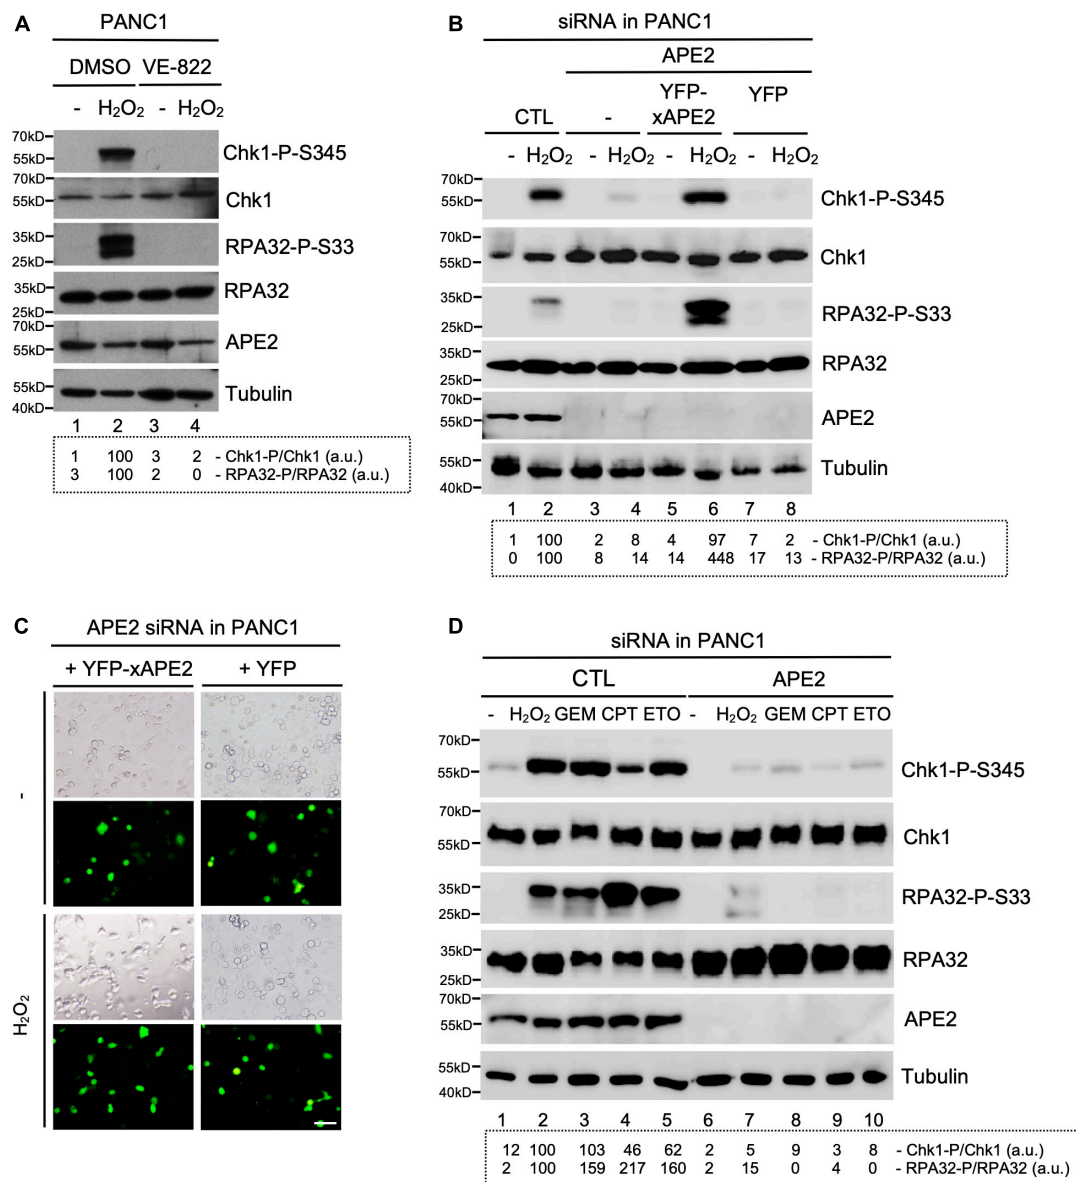 A
PANC1
DMSO VE-822
- H₂O₂ - H₂O₂
70kD
55kD
Chk1-P-S345
70kD
55kD
Chk1
35kD
25kD
RPA32-P-S33
35kD
25kD
RPA32
70kD
55kD
APE2
55kD
40kD
Tubulin
1 2 3 4
1 100 3 2 - Chk1-P/Chk1 (a.u.)
3 100 2 0 - RPA32-P/RPA32 (a.u.)
B
siRNA in PANC1
APE2
CTL - YFP-xAPE2 YFP
- H₂O₂ - H₂O₂ - H₂O₂ - H₂O₂
70kD
55kD
Chk1-P-S345
70kD
55kD
Chk1
35kD
25kD
RPA32-P-S33
35kD
25kD
RPA32
70kD
55kD
APE2
55kD
40kD
Tubulin
1 2 3 4 5 6 7 8
1 100 2 8 4 97 7 2 - Chk1-P/Chk1 (a.u.)
0 100 8 14 14 448 17 13 - RPA32-P/RPA32 (a.u.)
C
APE2 siRNA in PANC1
+ YFP-xAPE2 + YFP
-
H₂O₂
D
siRNA in PANC1
CTL APE2
- H₂O₂ GEM CPT ETO - H₂O₂ GEM CPT ETO
70kD
55kD
Chk1-P-S345
70kD
55kD
Chk1
35kD
25kD
RPA32-P-S33
35kD
25kD
RPA32
70kD
55kD
APE2
55kD
40kD
Tubulin
1 2 3 4 5 6 7 8 9 10
12 100 103 46 62 2 5 9 3 8 - Chk1-P/Chk1 (a.u.)
2 100 159 217 160 2 15 0 4 0 - RPA32-P/RPA32 (a.u.)